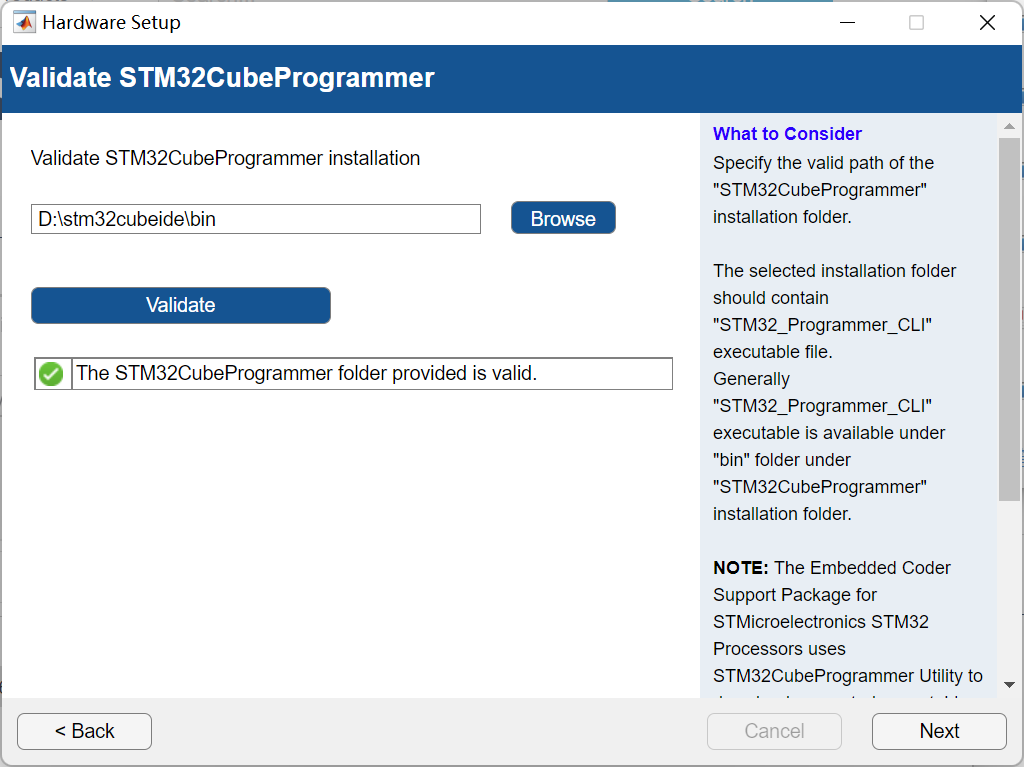 Hardware Setup
Validate STM32CubeProgrammer
Validate STM32CubeProgrammer installation
D:\stm32cubeide\bin
Browse
Validate
The STM32CubeProgrammer folder provided is valid.
What to Consider
Specify the valid path of the
"STM32CubeProgrammer"
installation folder.
The selected installation folder
should contain
"STM32_Programmer_CLI"
executable file.
Generally
"STM32_Programmer_CLI"
executable is available under
"bin" folder under
"STM32CubeProgrammer"
installation folder.
NOTE: The Embedded Coder
Support Package for
STMicroelectronics STM32
Processors uses
STM32CubeProgrammer Utility to
< Back
Cancel
Next